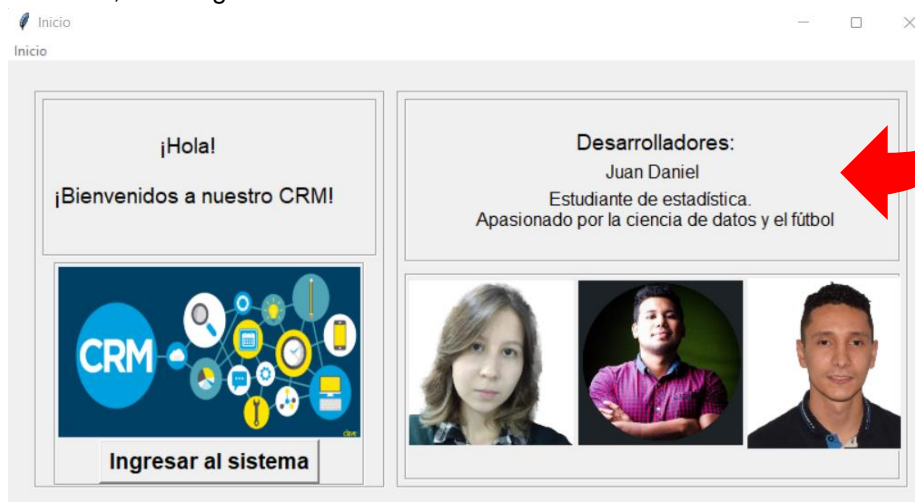 Inicio
Inicio
¡Hola!
¡Bienvenidos a nuestro CRM!
CRM
Ingresar al sistema
Desarrolladores:
Juan Daniel
Estudiante de estadística.
Apasionado por la ciencia de datos y el fútbol